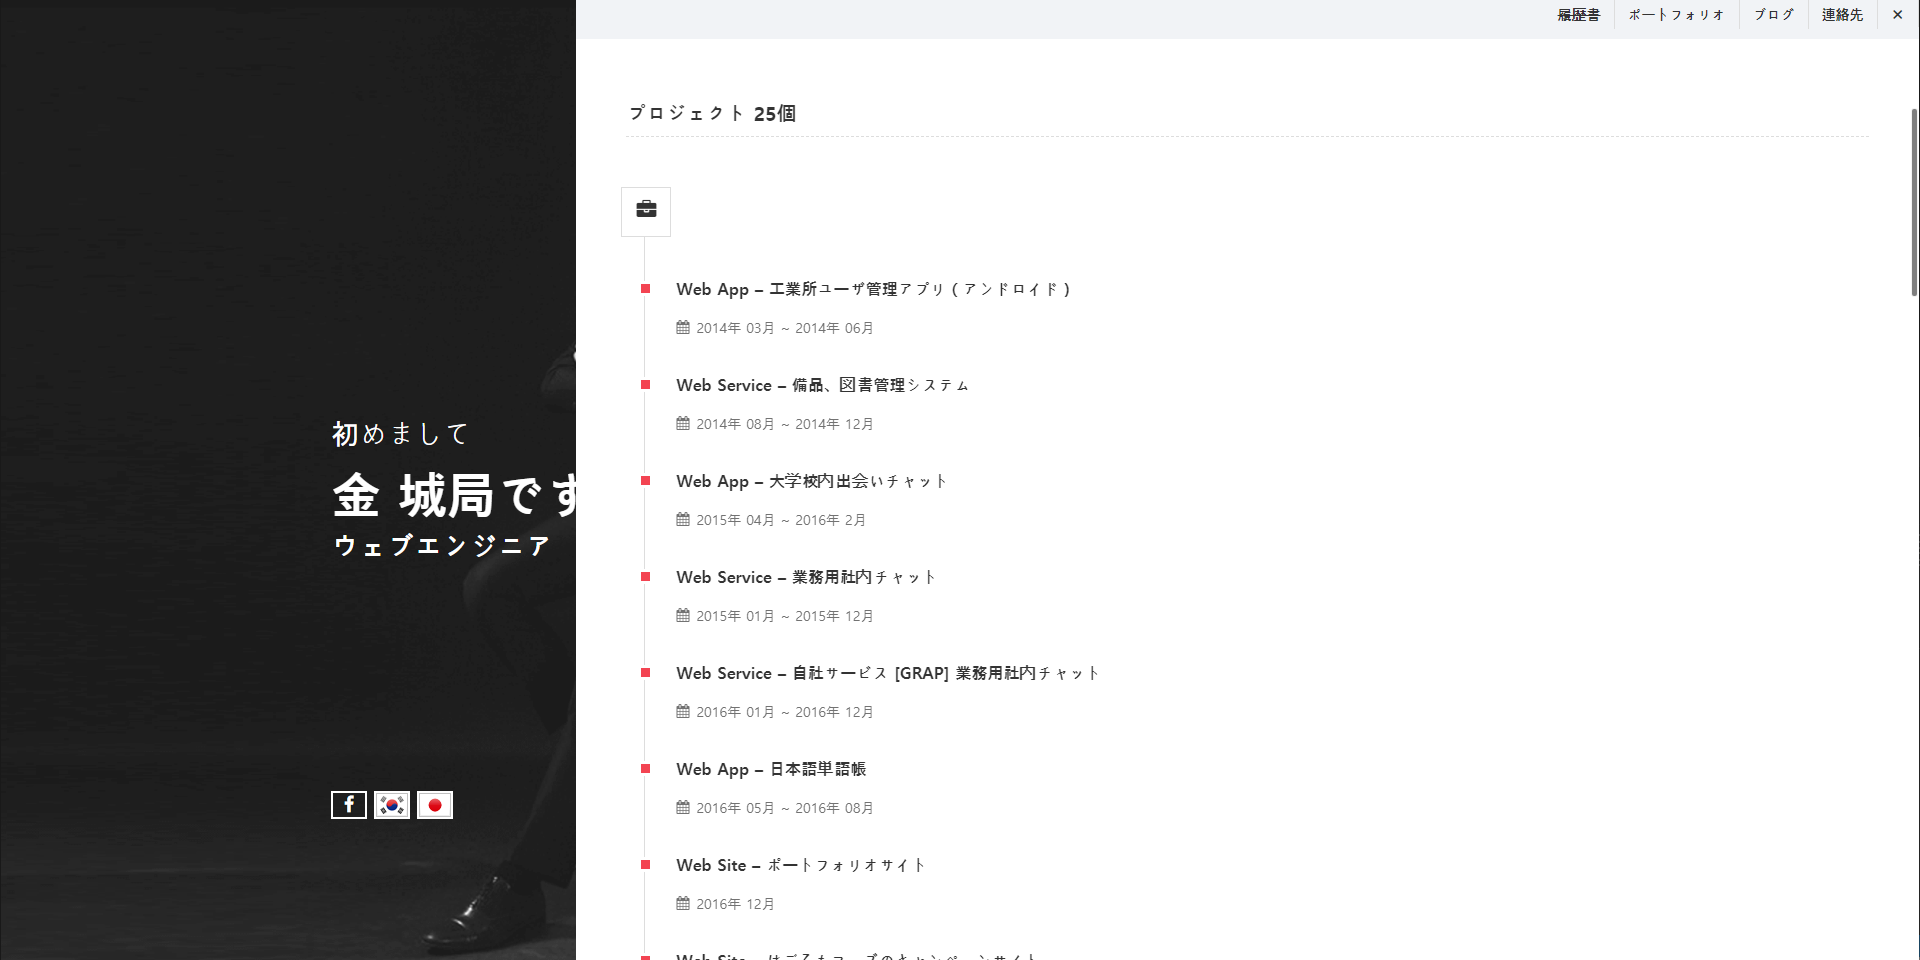 履歴書 ポートフォリオ ブログ 連絡先 ×
初めまして
金 城局です
ウェブエンジニア
プロジェクト 25個
Web App – 工業所ユーザ管理アプリ ( アンドロイド )
2014年 03月 ~ 2014年 06月
Web Service – 備品、図書管理システム
2014年 08月 ~ 2014年 12月
Web App – 大学校内出会いチャット
2015年 04月 ~ 2016年 2月
Web Service – 業務用社内チャット
2015年 01月 ~ 2015年 12月
Web Service – 自社サービス [GRAP] 業務用社内チャット
2016年 01月 ~ 2016年 12月
Web App – 日本語単語帳
2016年 05月 ~ 2016年 08月
Web Site – ポートフォリオサイト
2016年 12月